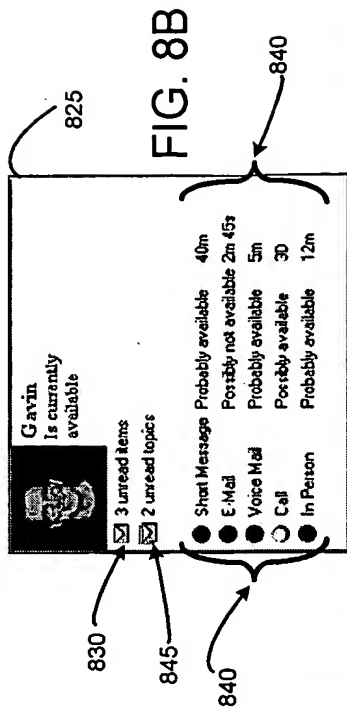 FIG. 8B
825
Gavin
Is currently
available
830
3 unread items
845
2 unread topics
840
840
Short Message Probably available 40m
E-Mail Possibly not available 2m 45s
Voice Mail Probably available 5m
Call Possibly available 30
In Person Probably available 12m